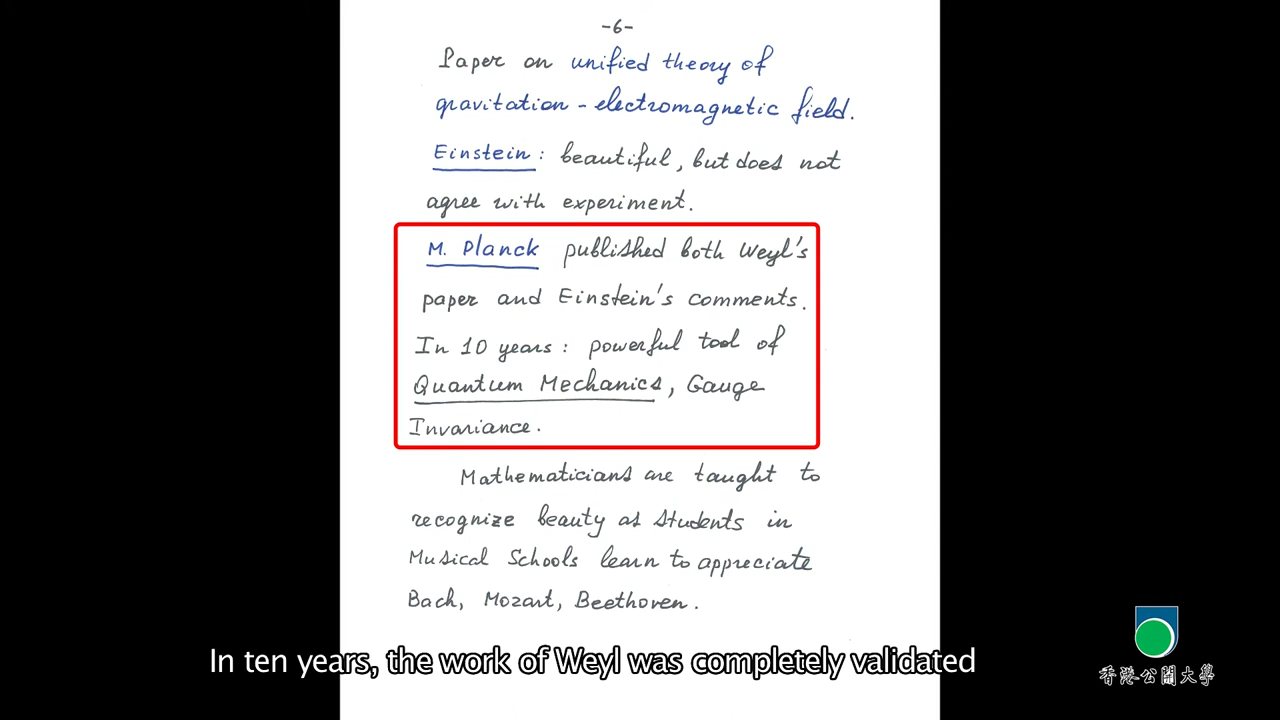 -6-
Paper on unified theory of
gravitation - electromagnetic field.
Einstein: beautiful, but does not
agree with experiment.
M. Planck published both Weyl's
paper and Einstein's comments.
In 10 years: powerful tool of
Quantum Mechanics, Gauge
Invariance.
Mathematicians are taught to
recognize beauty as students in
Musical Schools learn to appreciate
Bach, Mozart, Beethoven.
In ten years, the work of Weyl was completely validated
香港公開大學